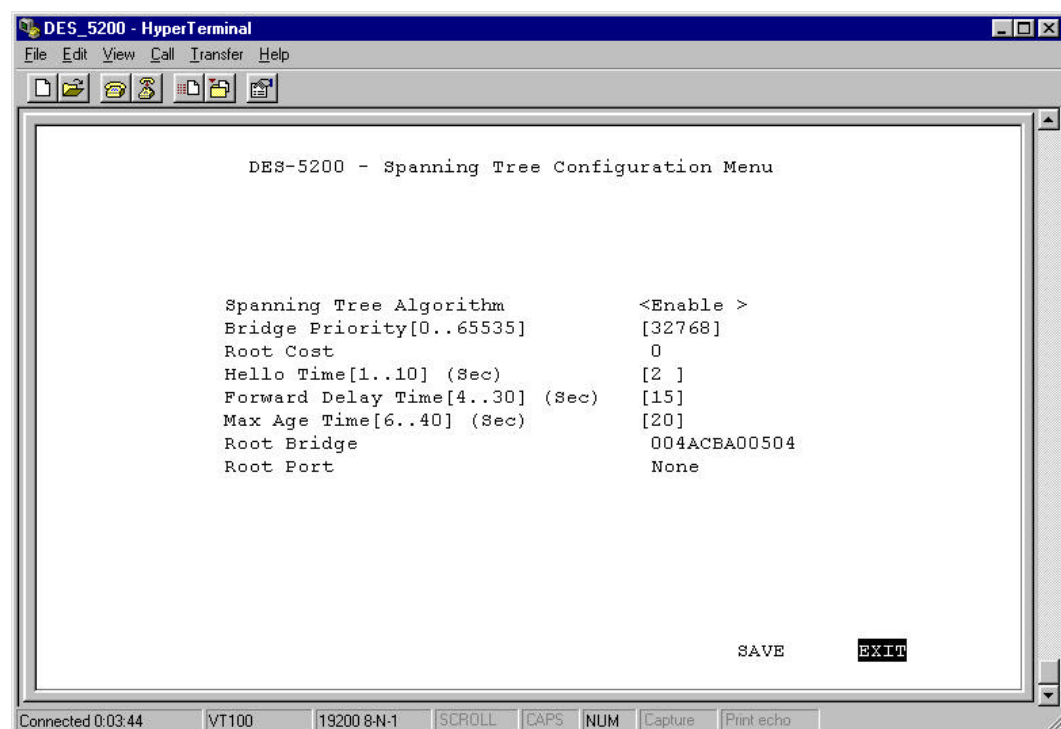 DES_5200 - HyperTerminal
File Edit View Call Transfer Help
DES-5200 - Spanning Tree Configuration Menu
Spanning Tree Algorithm <Enable >
Bridge Priority[0..65535] [32768]
Root Cost 0
Hello Time[1..10] (Sec) [2 ]
Forward Delay Time[4..30] (Sec) [15]
Max Age Time[6..40] (Sec) [20]
Root Bridge 004ACBA00504
Root Port None
SAVE EXIT
Connected 0:03:44 VT100 19200 8-N-1 SCROLL CAPS NUM Capture Print echo